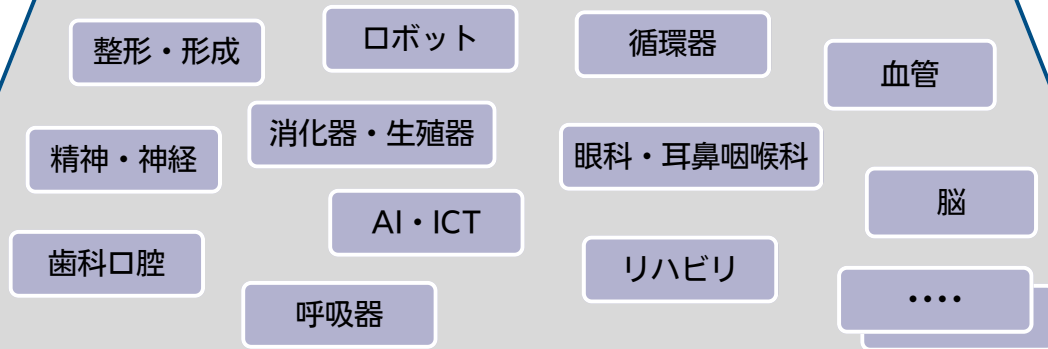 整形・形成
ロボット
循環器
血管
消化器・生殖器
精神・神経
眼科・耳鼻咽喉科
脳
AI・ICT
歯科口腔
リハビリ
呼吸器
････